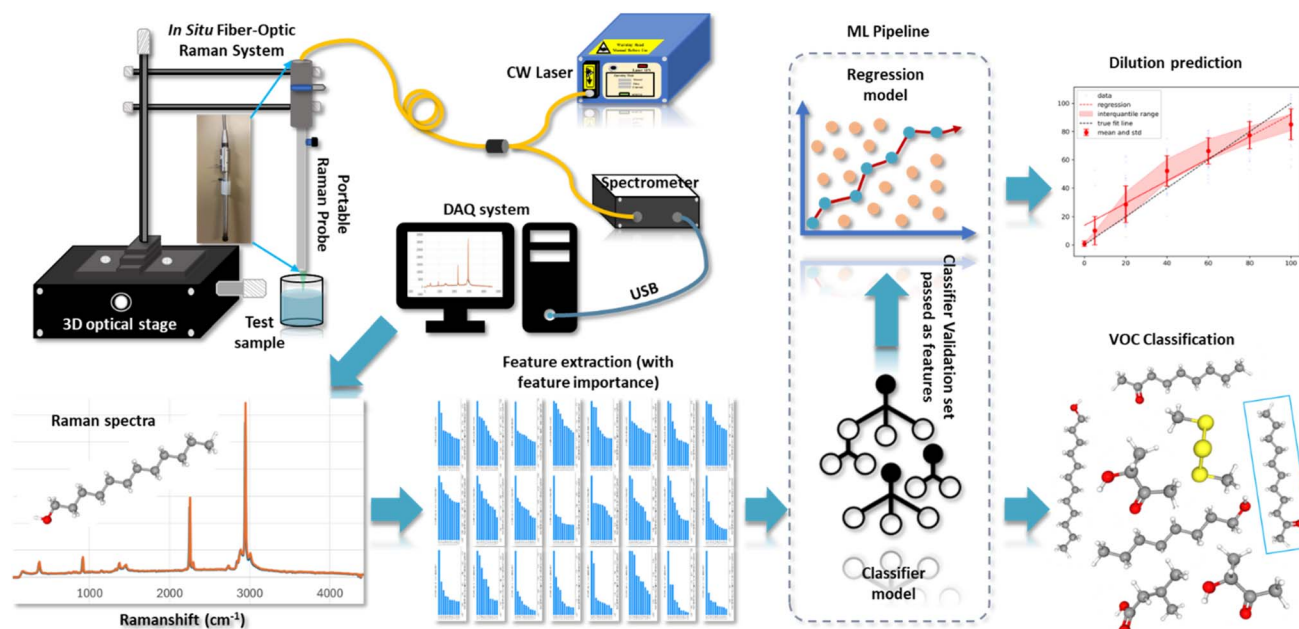 In Situ Fiber-Optic
Raman System
CW Laser
Portable
Raman Probe
Spectrometer
DAQ system
USB
3D optical stage
Test
sample
ML Pipeline
Regression
model
Classifier Validation set
passed as features
Classifier
model
Dilution prediction
data
regression
interquantile range
true fit line
mean and std
100
80
60
40
20
0
0 20 40 60 80 100
VOC Classification
Feature extraction (with
feature importance)
Raman spectra
0 1000 2000 3000 4000
Ramanshift (cm⁻¹)